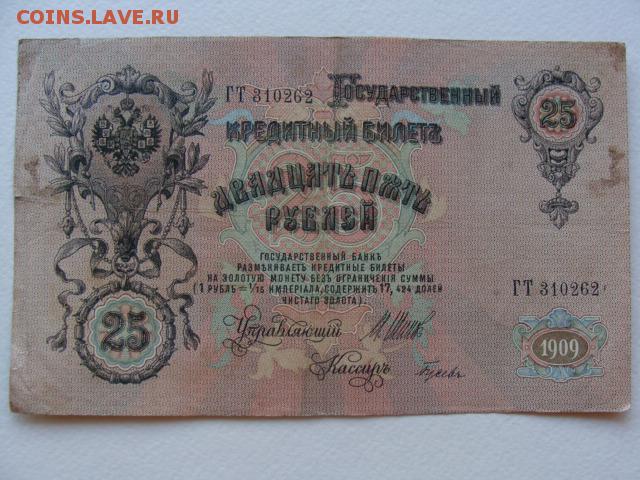 COINS.LAVE.RU
ГТ 310262 Государственный
Кредитный Билетъ
Двадцать пять
рублей
25
25
ГОСУДАРСТВЕННЫЙ БАНКЪ
РАЗМѢНИВАЕТЪ КРЕДИТНЫЕ БИЛЕТЫ
НА ЗОЛОТУЮ МОНЕТУ БЕЗЪ ОГРАНИЧЕНІЯ СУММЫ
(1 РУБЛЬ = 1/15 ИМПЕРІАЛА, СОДЕРЖИТЪ 17, 424 ДОЛЕЙ
ЧИСТАГО ЗОЛОТА).
ГТ 310262
25
25
Управляющій
Кассиръ
1909